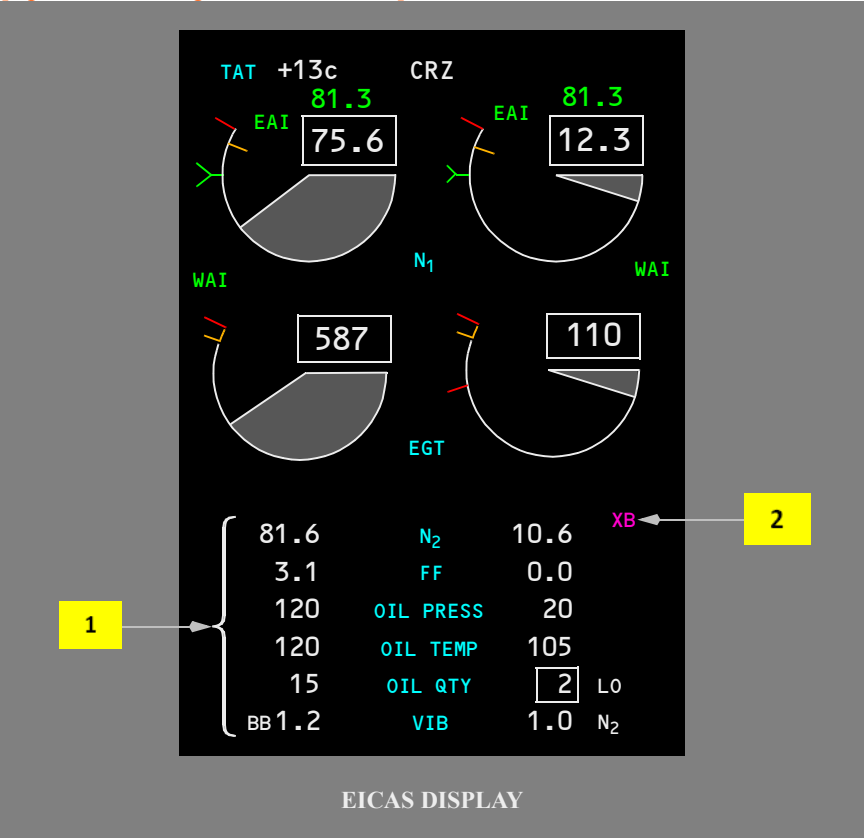 TAT +13c CRZ
81.3 81.3
EAI EAI
75.6 12.3
N1
WAI WAI
587 110
EGT
XB 2
81.6 N2 10.6
3.1 FF 0.0
120 OIL PRESS 20
1
120 OIL TEMP 105
15 OIL QTY 2 LO
BB 1.2 VIB 1.0 N2
EICAS DISPLAY